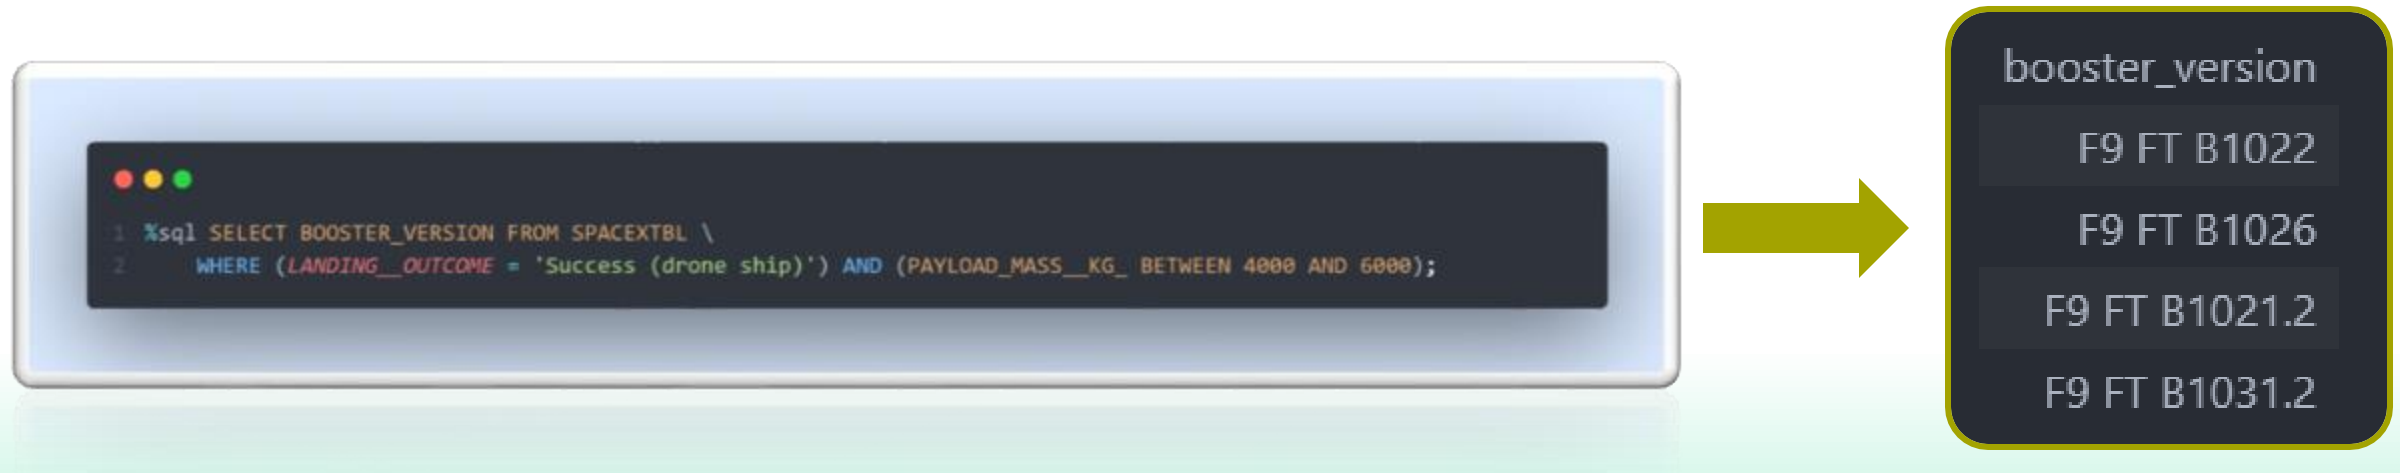 1 %sql SELECT BOOSTER_VERSION FROM SPACEXTBL \
2 WHERE (LANDING__OUTCOME = 'Success (drone ship)') AND (PAYLOAD_MASS__KG_ BETWEEN 4000 AND 6000);
booster_version
F9 FT B1022
F9 FT B1026
F9 FT B1021.2
F9 FT B1031.2